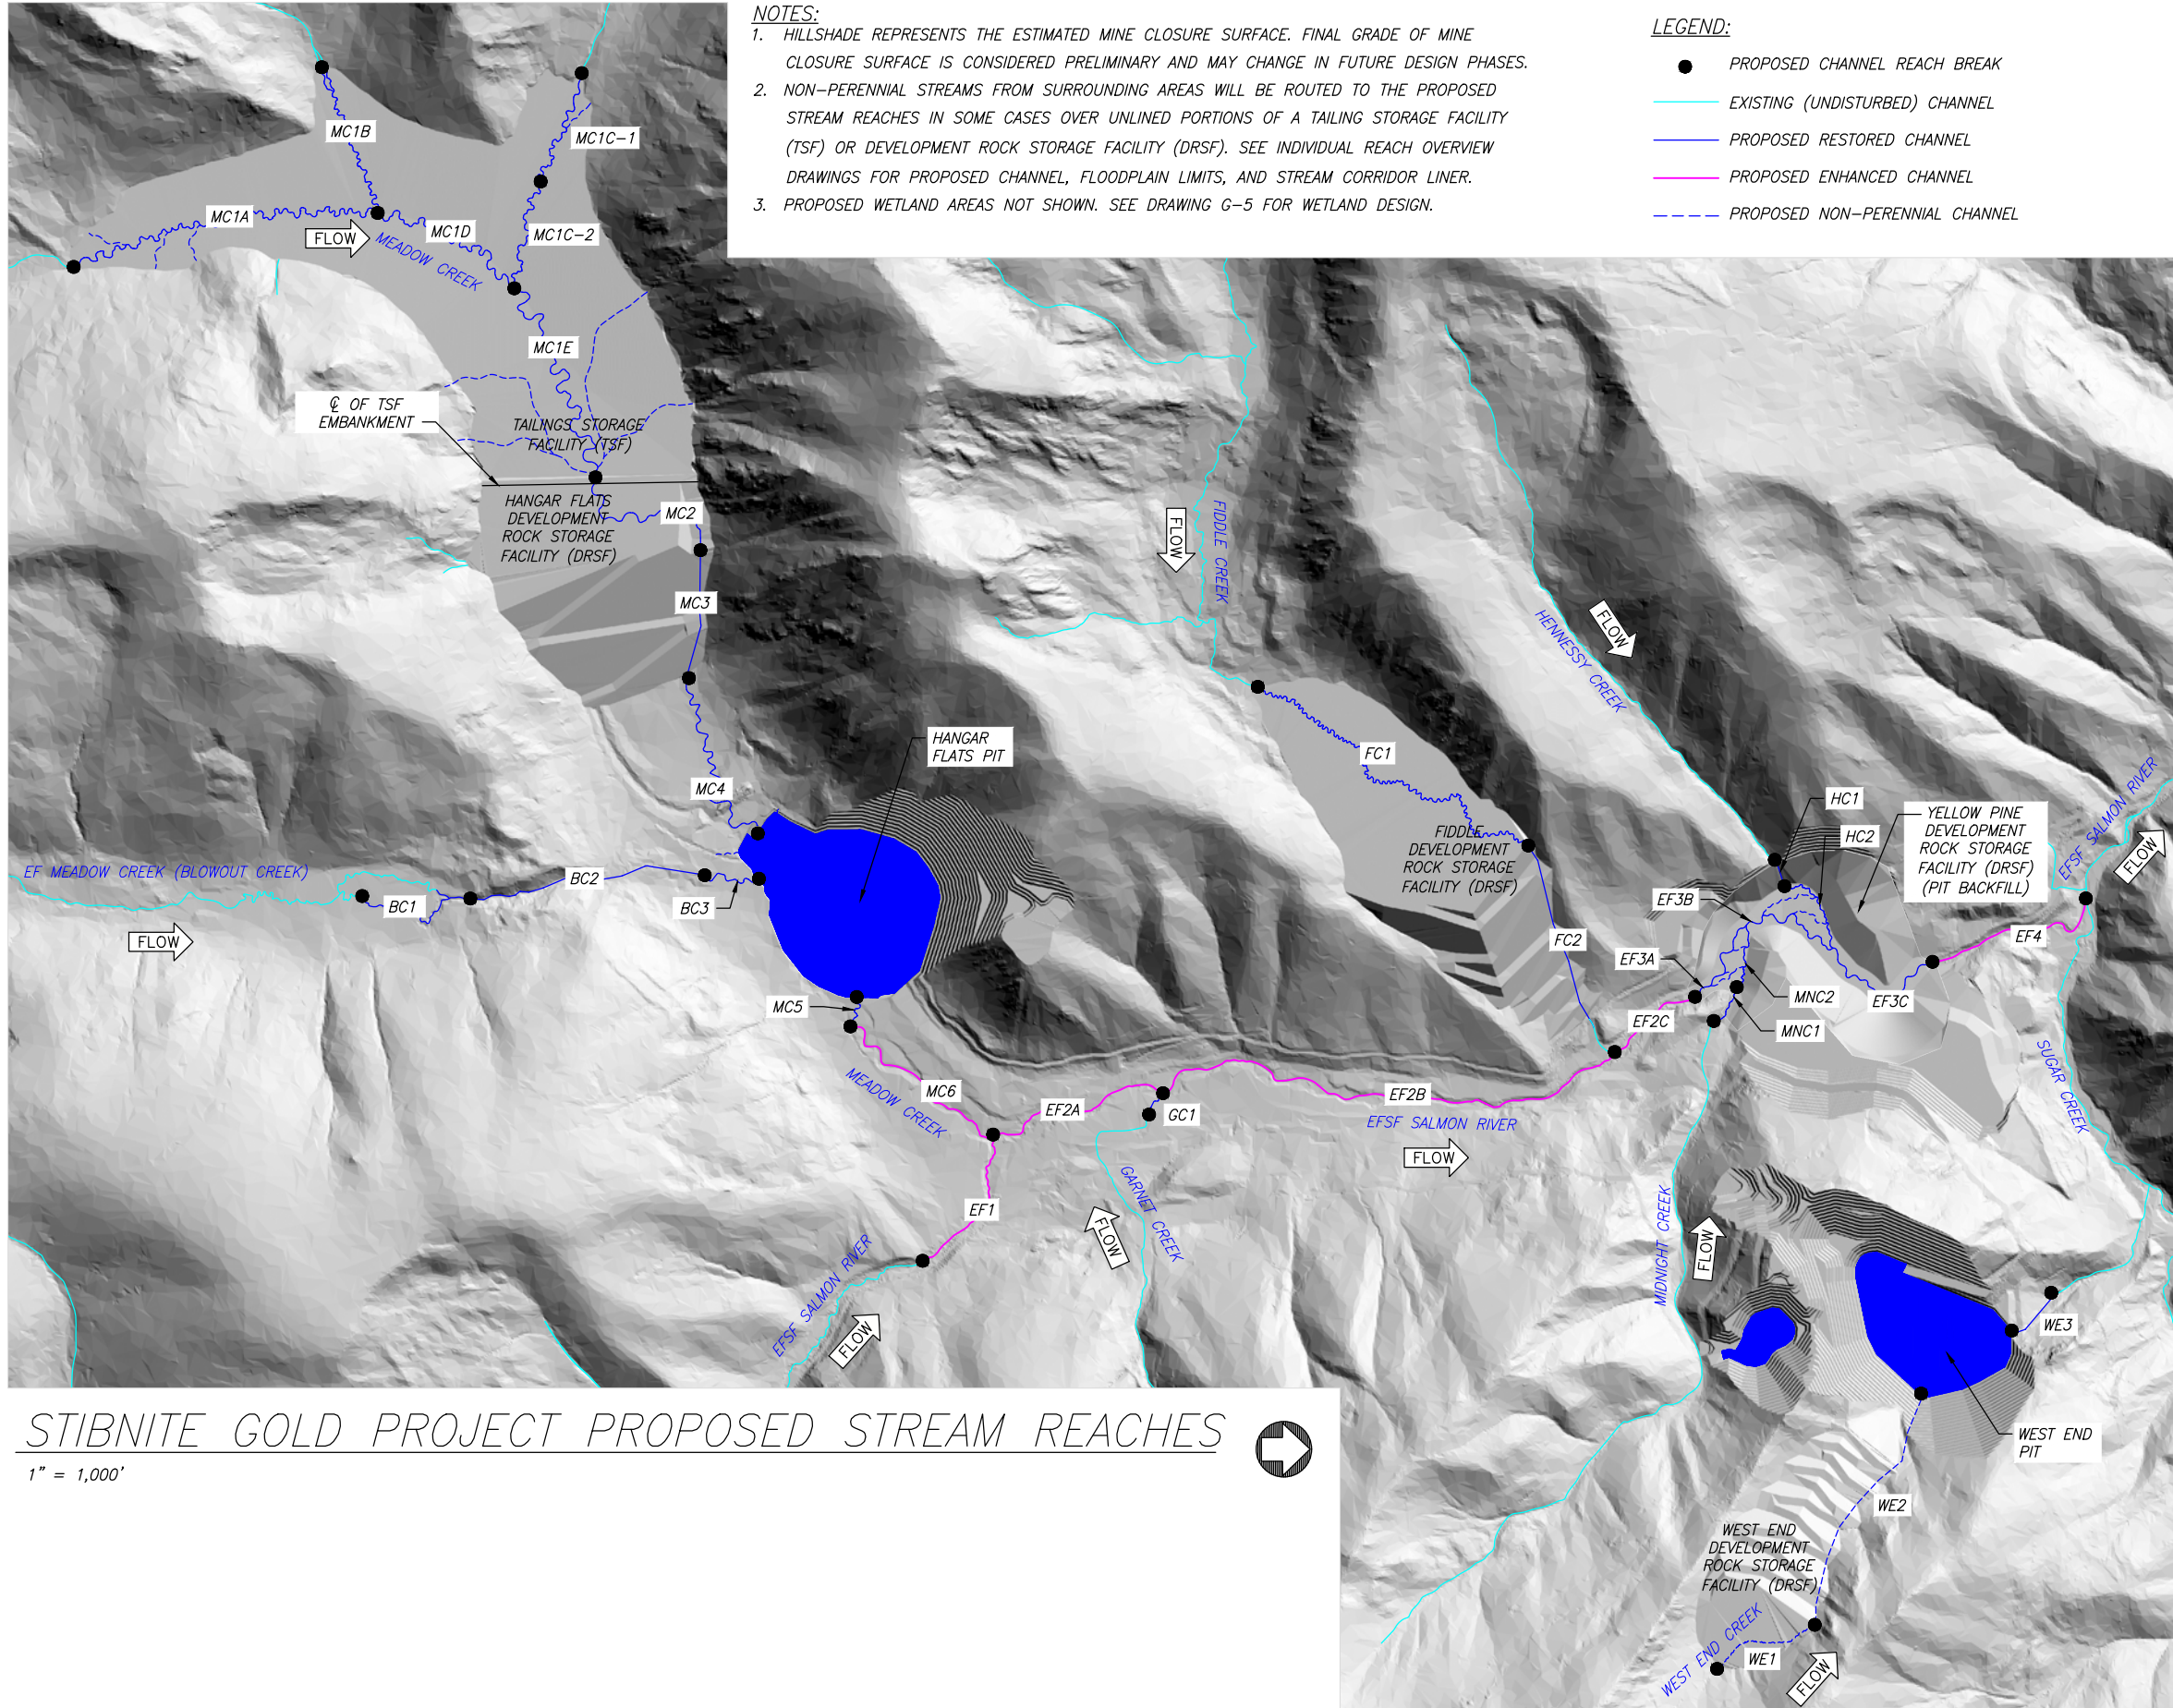 NOTES:
1. HILLSHADE REPRESENTS THE ESTIMATED MINE CLOSURE SURFACE. FINAL GRADE OF MINE
CLOSURE SURFACE IS CONSIDERED PRELIMINARY AND MAY CHANGE IN FUTURE DESIGN PHASES.
2. NON-PERENNIAL STREAMS FROM SURROUNDING AREAS WILL BE ROUTED TO THE PROPOSED
STREAM REACHES IN SOME CASES OVER UNLINED PORTIONS OF A TAILING STORAGE FACILITY
(TSF) OR DEVELOPMENT ROCK STORAGE FACILITY (DRSF). SEE INDIVIDUAL REACH OVERVIEW
DRAWINGS FOR PROPOSED CHANNEL, FLOODPLAIN LIMITS, AND STREAM CORRIDOR LINER.
3. PROPOSED WETLAND AREAS NOT SHOWN. SEE DRAWING G-5 FOR WETLAND DESIGN.
LEGEND:
PROPOSED CHANNEL REACH BREAK
EXISTING (UNDISTURBED) CHANNEL
PROPOSED RESTORED CHANNEL
PROPOSED ENHANCED CHANNEL
PROPOSED NON-PERENNIAL CHANNEL
MC1B
MC1C-1
MC1A
FLOW
MC1D
MC1C-2
MEADOW CREEK
MC1E
℄ OF TSF
EMBANKMENT
TAILINGS STORAGE
FACILITY (TSF)
HANGAR FLATS
DEVELOPMENT
ROCK STORAGE
FACILITY (DRSF)
MC2
MC3
MC4
HANGAR
FLATS PIT
FLOW
FIDDLE CREEK
HENNESSY CREEK
FLOW
FC1
FIDDLE
DEVELOPMENT
ROCK STORAGE
FACILITY (DRSF)
FC2
HC1
HC2
YELLOW PINE
DEVELOPMENT
ROCK STORAGE
FACILITY (DRSF)
(PIT BACKFILL)
EFSF SALMON RIVER
FLOW
EF MEADOW CREEK (BLOWOUT CREEK)
BC1
BC2
BC3
FLOW
EF3B
EF3A
EF4
EF3C
MNC2
MNC1
EF2C
MC5
MEADOW CREEK
MC6
EF2A
GC1
EF2B
EFSF SALMON RIVER
FLOW
SUGAR CREEK
EF1
EFSF SALMON RIVER
FLOW
GARNET CREEK
FLOW
MIDNIGHT CREEK
FLOW
WE3
WEST END
PIT
WE2
WEST END
DEVELOPMENT
ROCK STORAGE
FACILITY (DRSF)
WEST END CREEK
WE1
FLOW
STIBNITE GOLD PROJECT PROPOSED STREAM REACHES
1" = 1,000'